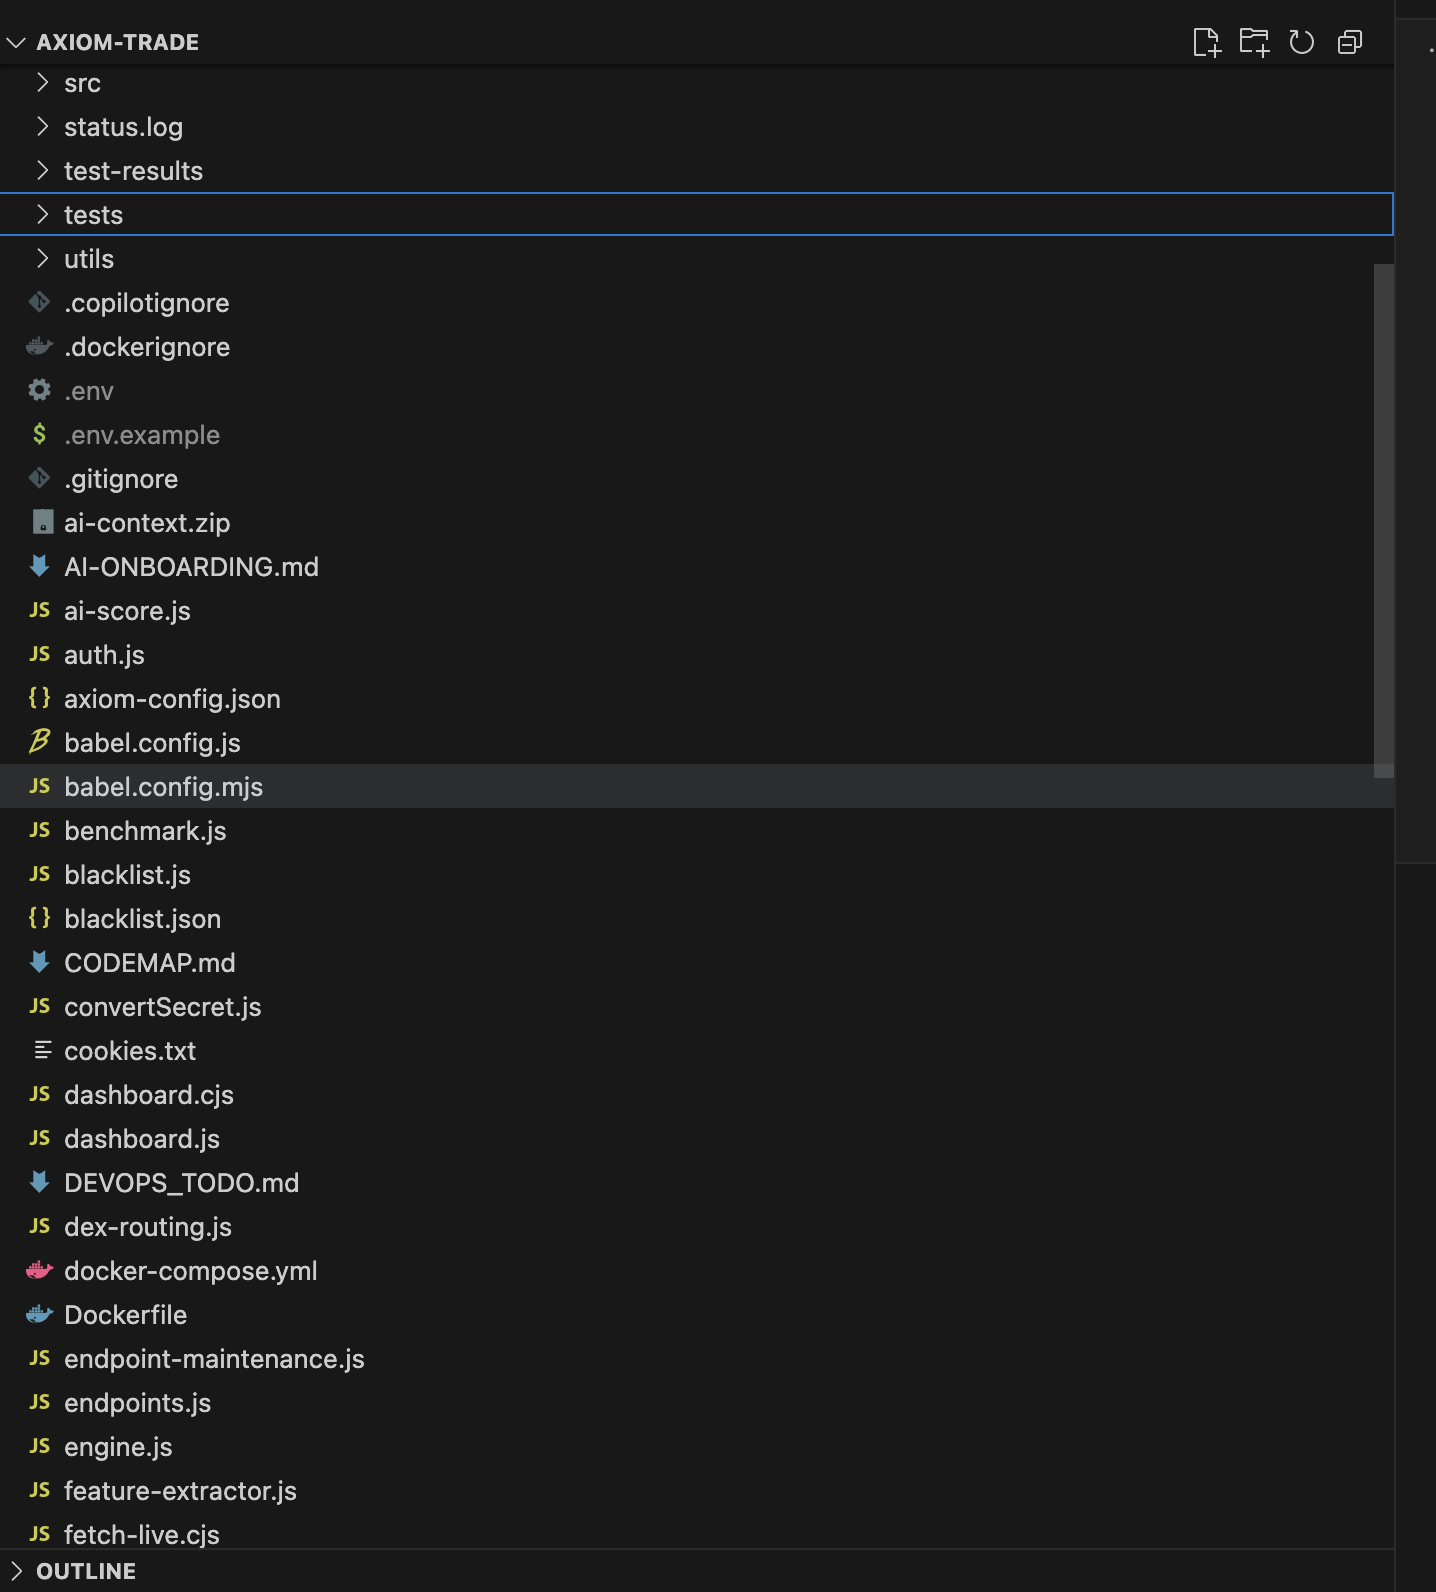 AXIOM-TRADE
src
status.log
test-results
tests
utils
.copilotignore
.dockerignore
.env
$ .env.example
.gitignore
ai-context.zip
AI-ONBOARDING.md
JS ai-score.js
JS auth.js
{} axiom-config.json
B babel.config.js
JS babel.config.mjs
JS benchmark.js
JS blacklist.js
{} blacklist.json
CODEMAP.md
JS convertSecret.js
cookies.txt
JS dashboard.cjs
JS dashboard.js
DEVOPS_TODO.md
JS dex-routing.js
docker-compose.yml
Dockerfile
JS endpoint-maintenance.js
JS endpoints.js
JS engine.js
JS feature-extractor.js
JS fetch-live.cjs
OUTLINE